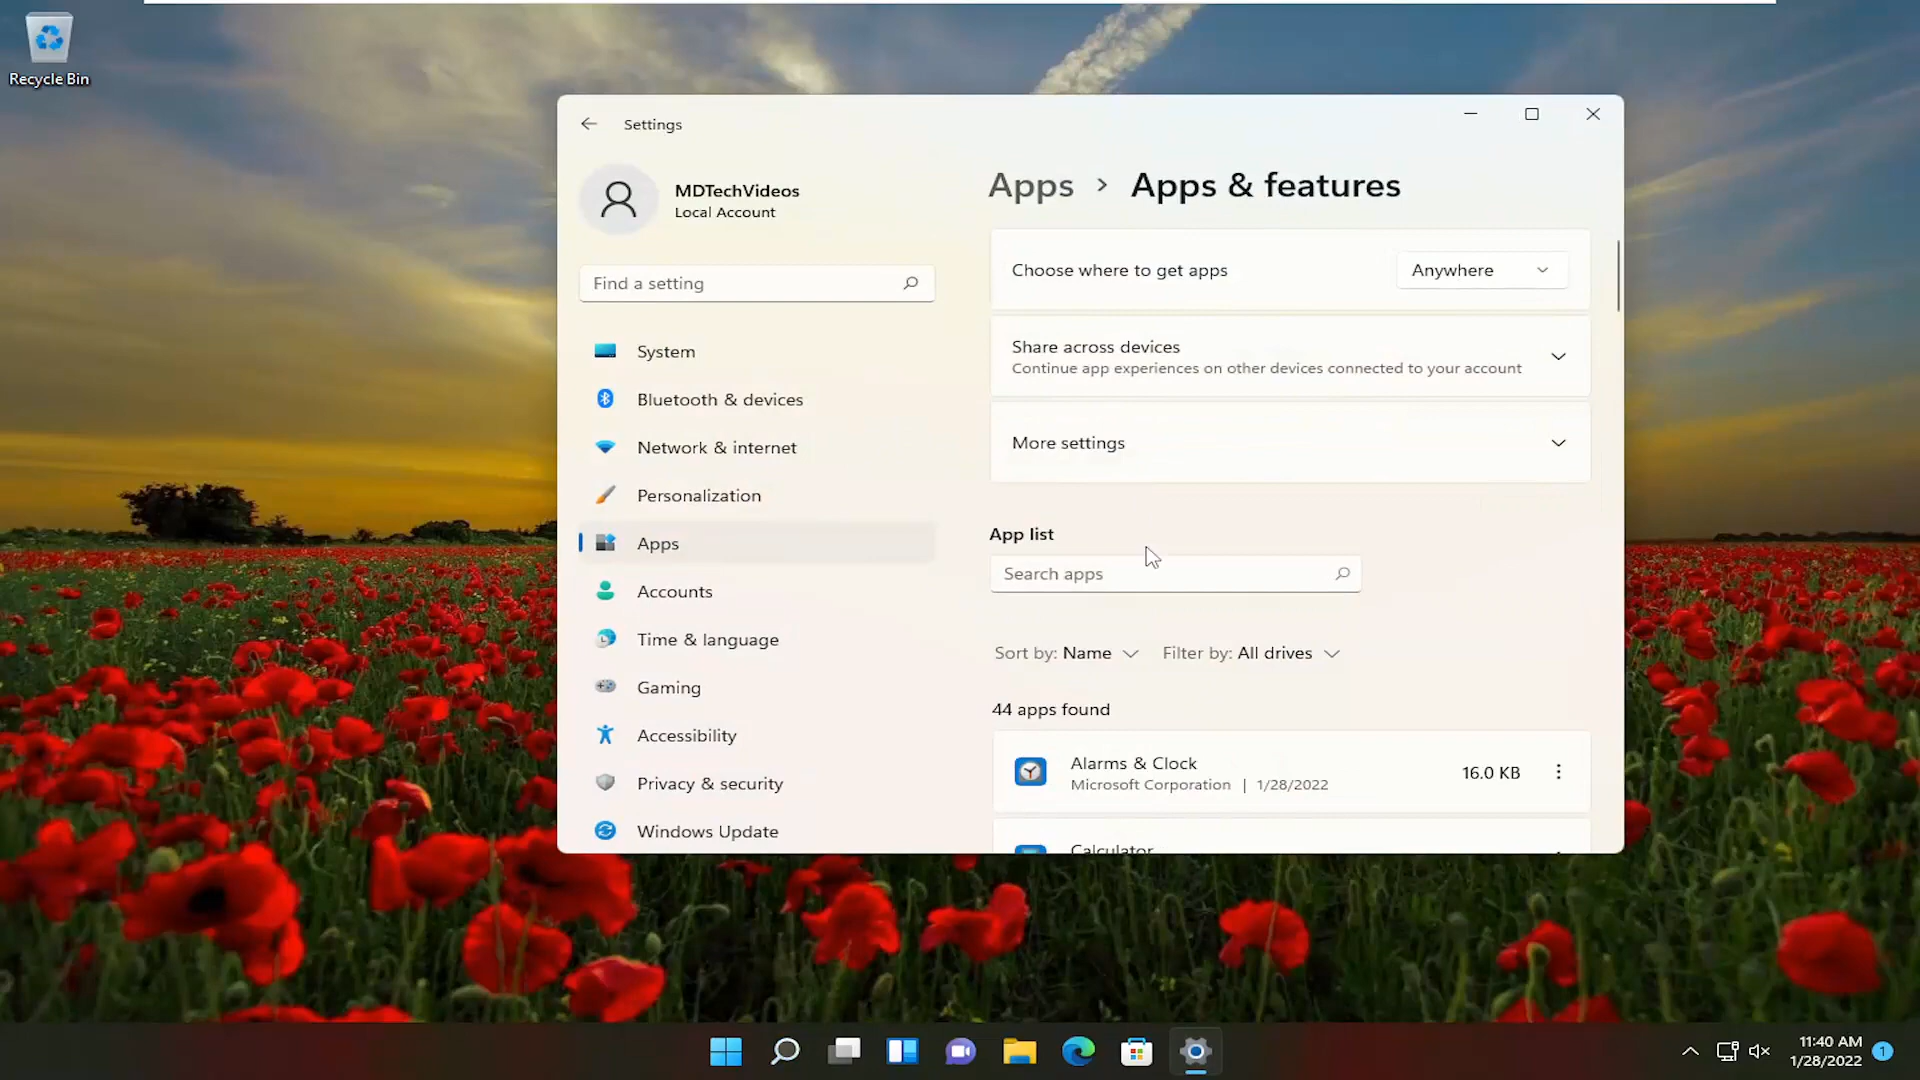 Recycle Bin
Settings
MDTechVideos
Local Account
Find a setting
System
Bluetooth & devices
Network & internet
Personalization
Apps
Accounts
Time & language
Gaming
Accessibility
Privacy & security
Windows Update
Apps > Apps & features
Choose where to get apps
Anywhere
Share across devices
Continue app experiences on other devices connected to your account
More settings
App list
Search apps
Sort by: Name Filter by: All drives
44 apps found
Alarms & Clock
Microsoft Corporation | 1/28/2022
16.0 KB
Calculator
11:40 AM
1/28/2022
1